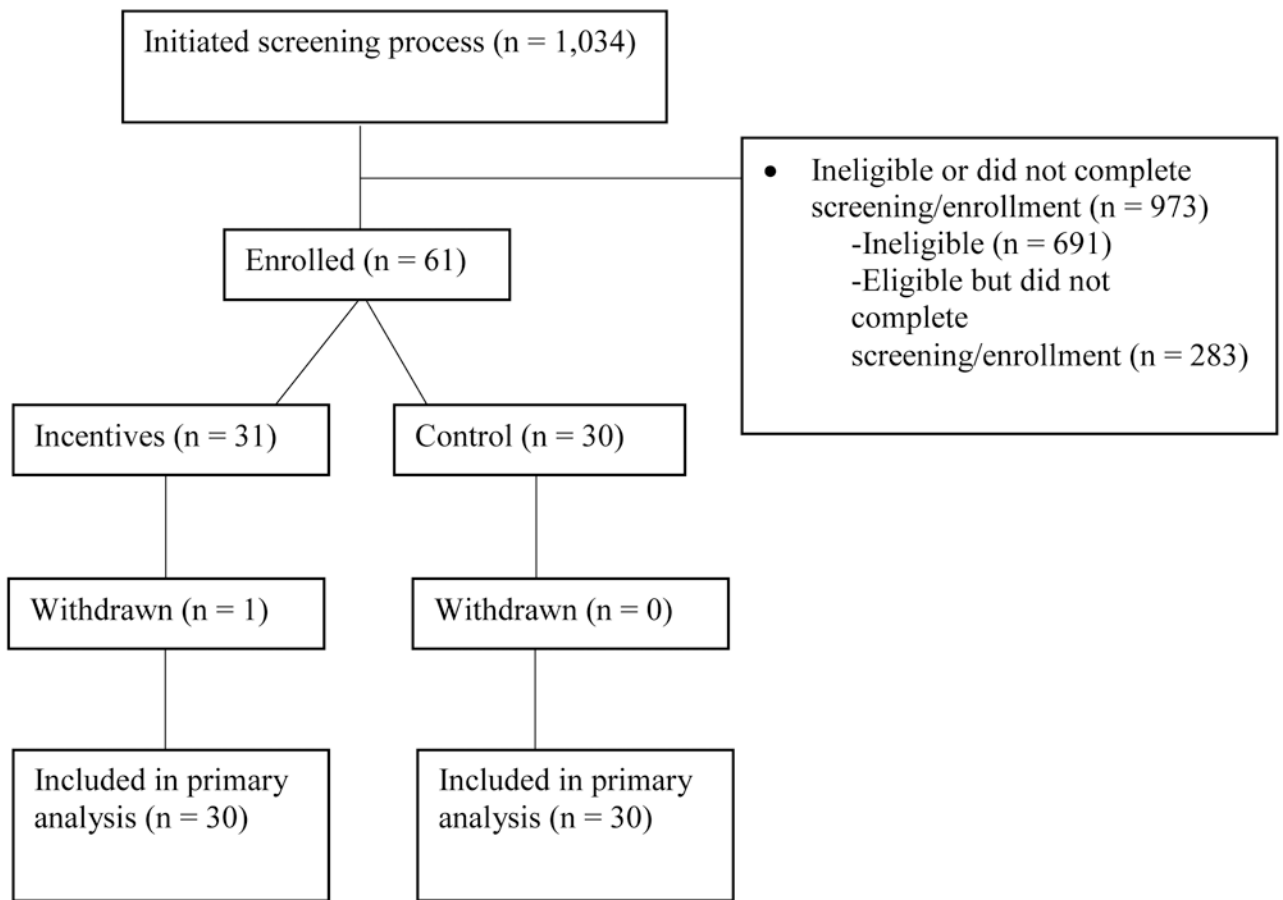 Initiated screening process (n = 1,034)
• Ineligible or did not complete
screening/enrollment (n = 973)
-Ineligible (n = 691)
-Eligible but did not
complete
screening/enrollment (n = 283)
Enrolled (n = 61)
Incentives (n = 31)
Control (n = 30)
Withdrawn (n = 1)
Withdrawn (n = 0)
Included in primary
analysis (n = 30)
Included in primary
analysis (n = 30)